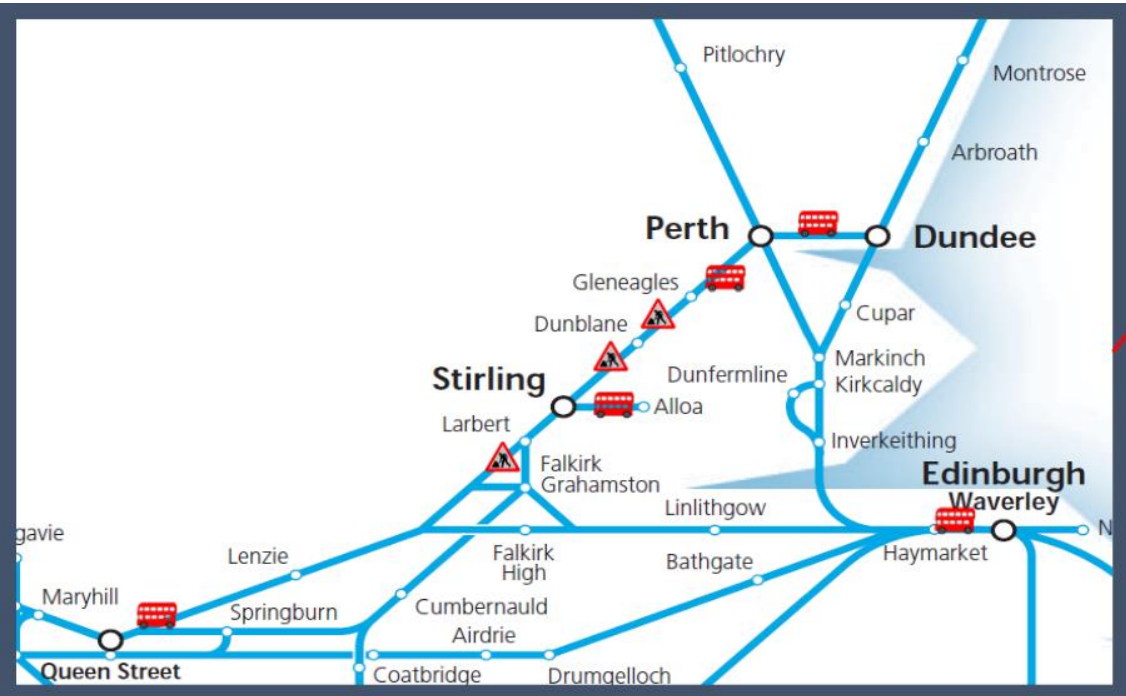 Pitlochry
Montrose
Arbroath
Perth
Dundee
Gleneagles
Cupar
Dunblane
Markinch
Stirling
Dunfermline
Kirkcaldy
Alloa
Larbert
Inverkeithing
Falkirk
Grahamston
Edinburgh
Waverley
Linlithgow
gavie
N
Lenzie
Falkirk
High
Bathgate
Haymarket
Maryhill
Springburn
Cumbernauld
Airdrie
Queen Street
Coatbridge
Drumgelloch